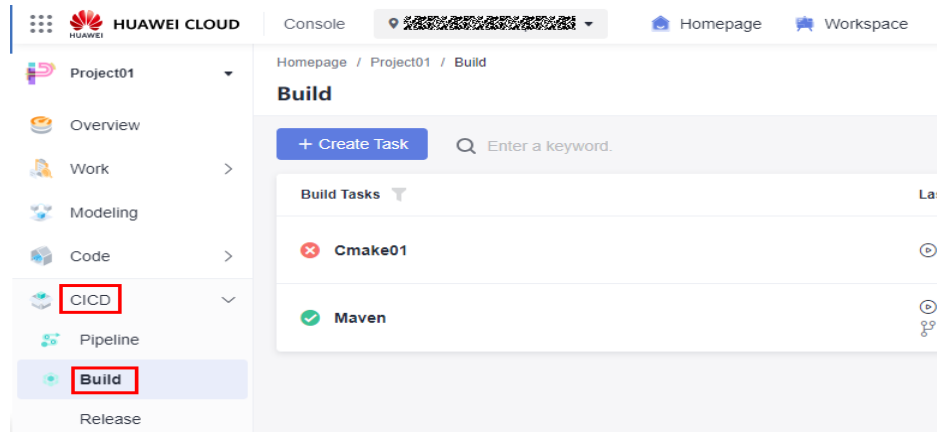 HUAWEI HUAWEI CLOUD Console Homepage Workspace
Project01
Homepage / Project01 / Build
Build
Overview
Work
Modeling
Code
CICD
Pipeline
Build
Release
+ Create Task Enter a keyword.
Build Tasks La
Cmake01
Maven